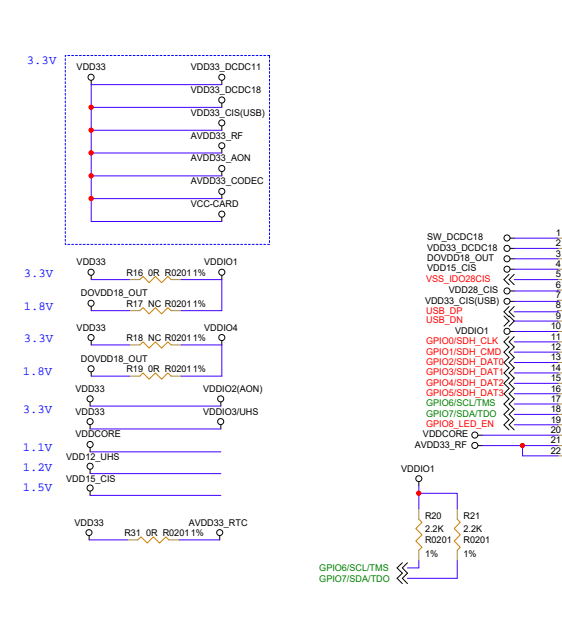 3.3V
VDD33 VDD33_DCDC11
VDD33_DCDC18
VDD33_CIS(USB)
AVDD33_RF
AVDD33_AON
AVDD33_CODEC
VCC-CARD
3.3V
VDD33 R16 0R R0201 1% VDDIO1
1.8V
DOVDD18_OUT R17 NC R0201 1%
3.3V
VDD33 R18 NC R0201 1% VDDIO4
1.8V
DOVDD18_OUT R19 0R R0201 1%
3.3V
VDD33 VDDIO2(AON)
VDD33 VDDIO3/UHS
1.1V
VDDCORE
1.2V
VDD12_UHS
1.5V
VDD15_CIS
VDD33 R31 0R R0201 1% AVDD33_RTC
SW_DCDC18 1
VDD33_DCDC18 2
DOVDD18_OUT 3
VDD15_CIS 4
VSS_IDO28CIS 5
VDD28_CIS 6
VDD33_CIS(USB) 7
USB_DP 8
USB_DN 9
VDDIO1 10
GPIO0/SDH_CLK 11
GPIO1/SDH_CMD 12
GPIO2/SDH_DAT0 13
GPIO3/SDH_DAT1 14
GPIO4/SDH_DAT2 15
GPIO5/SDH_DAT3 16
GPIO6/SCL/TMS 17
GPIO7/SDA/TDO 18
GPIO8_LED_EN 19
VDDCORE 20
AVDD33_RF 21
22
VDDIO1
R20 R21
2.2K 2.2K
R0201 R0201
1% 1%
GPIO6/SCL/TMS
GPIO7/SDA/TDO